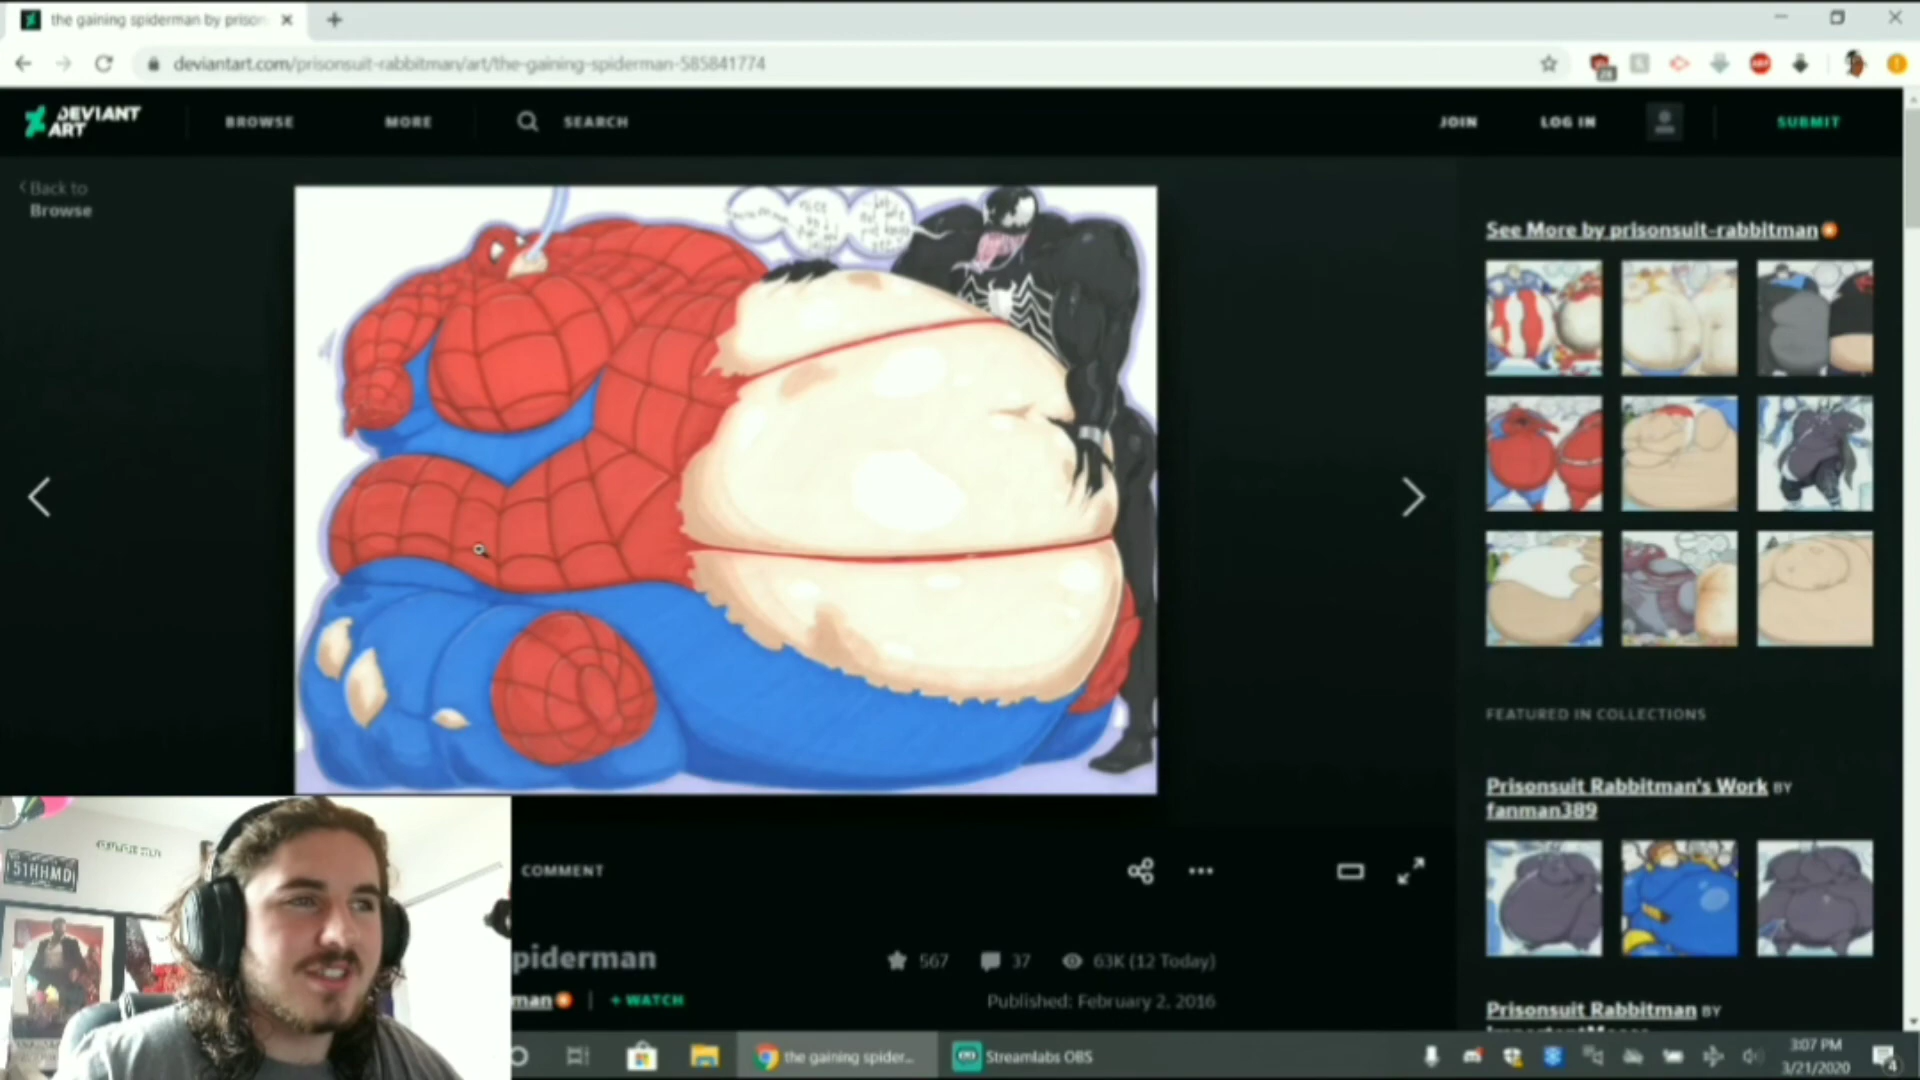 the gaining spiderman by prison
deviantart.com/prisonsuit-rabbitman/art/the-gaining-spiderman-585841774
DEVIANT
ART
BROWSE
MORE
SEARCH
JOIN
LOG IN
SUBMIT
Back to
Browse
See More by prisonsuit-rabbitman
FEATURED IN COLLECTIONS
Prisonsuit Rabbitman's Work BY
fanman389
Prisonsuit Rabbitman BY
COMMENT
piderman
567
37
63K (12 Today)
man
+ WATCH
Published: February 2, 2016
the gaining spider...
Streamlabs OBS
3:07 PM
3/21/2020
4